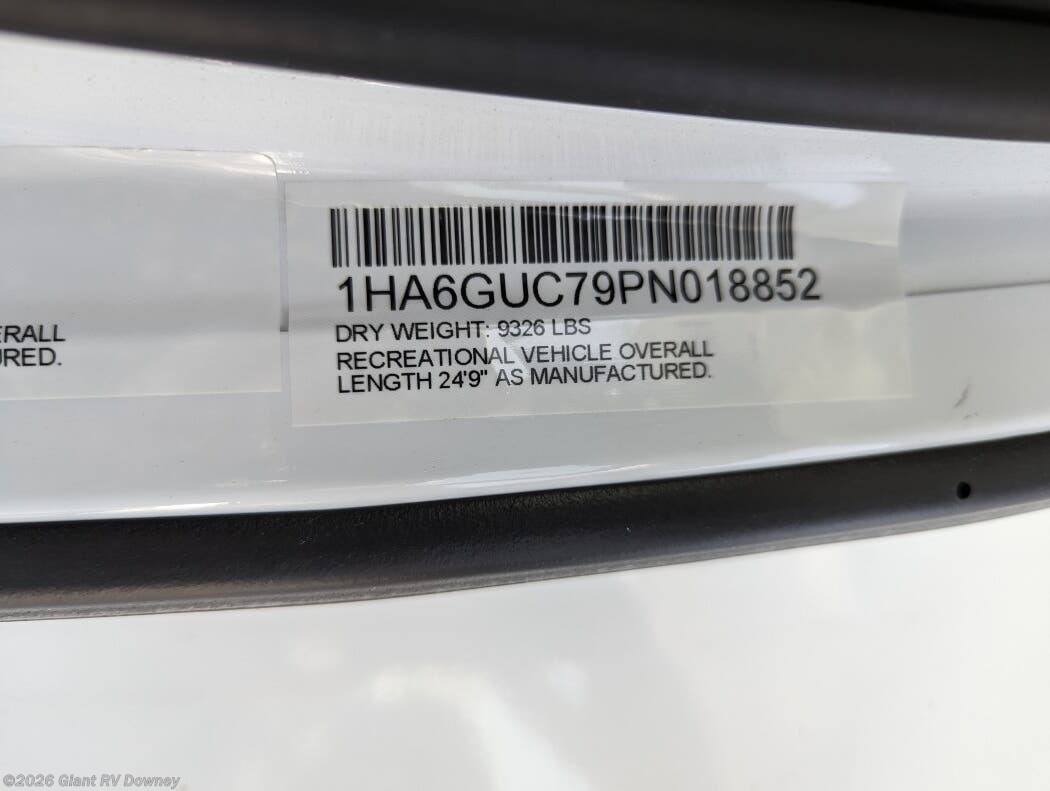 1HA6GUC79PN018852
DRY WEIGHT: 9326 LBS
RECREATIONAL VEHICLE OVERALL
LENGTH 24'9" AS MANUFACTURED.
ERALL
URED.
©2026 Giant RV Downey